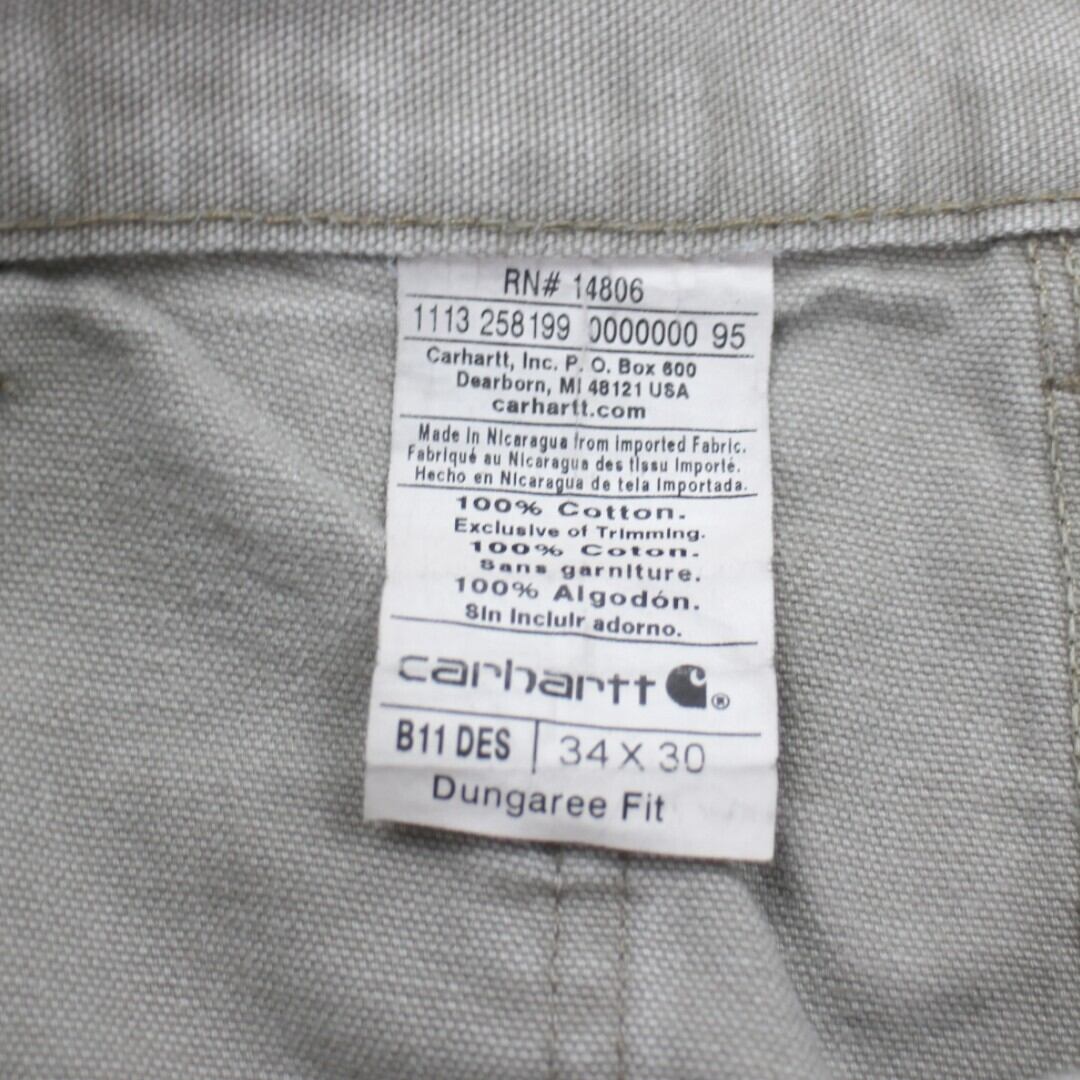 RN# 14806
1113 258199 0000000 95
Carhartt, Inc. P. O. Box 600
Dearborn, MI 48121 USA
carhartt.com
Made in Nicaragua from Imported Fabric.
Fabriqué au Nicaragua des tissu Importé.
Hecho en Nicaragua de tela Importada.
100% Cotton.
Exclusive of Trimming.
100% Coton.
Sans garniture.
100% Algodón.
Sin Incluir adorno.
carhartt ®
B11 DES | 34 X 30
Dungaree Fit